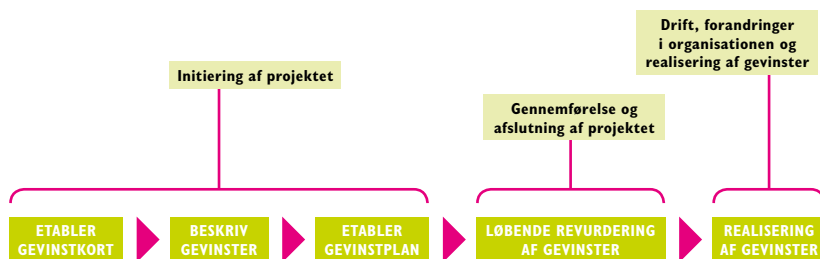 Drift, forandringer
i organisationen og
realisering af gevinster
Initiering af projektet
Gennemførelse og
afslutning af projektet
ETABLER
GEVINSTKORT
BESKRIV
GEVINSTER
ETABLER
GEVINSTPLAN
LØBENDE REVURDERING
AF GEVINSTER
REALISERING
AF GEVINSTER